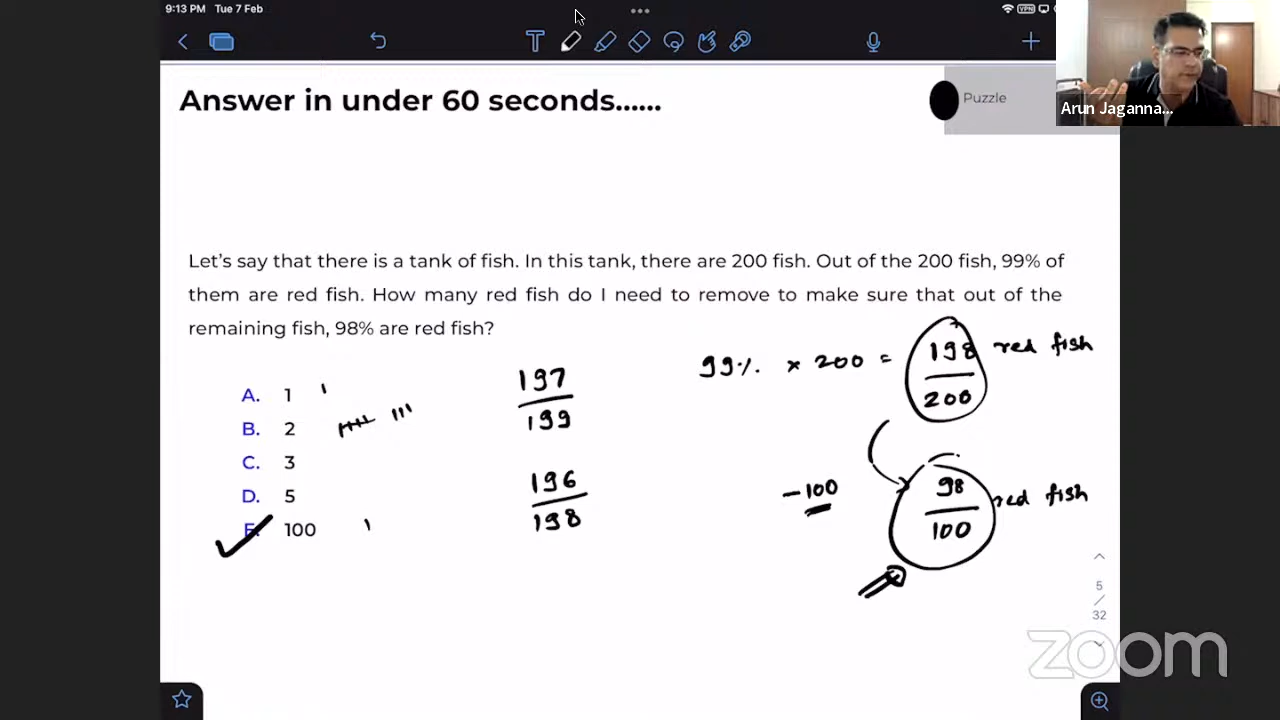 9:13 PM Tue 7 Feb
VPN
T
Arun Jaganna...
Answer in under 60 seconds......
Puzzle
Let's say that there is a tank of fish. In this tank, there are 200 fish. Out of the 200 fish, 99% of
them are red fish. How many red fish do I need to remove to make sure that out of the
remaining fish, 98% are red fish?
99% × 200 = 198/200 red fish
A. 1
B. 2
C. 3
D. 5
E. 100
197/199
196/198
-100
98/100 red fish
5
/
32
zoom